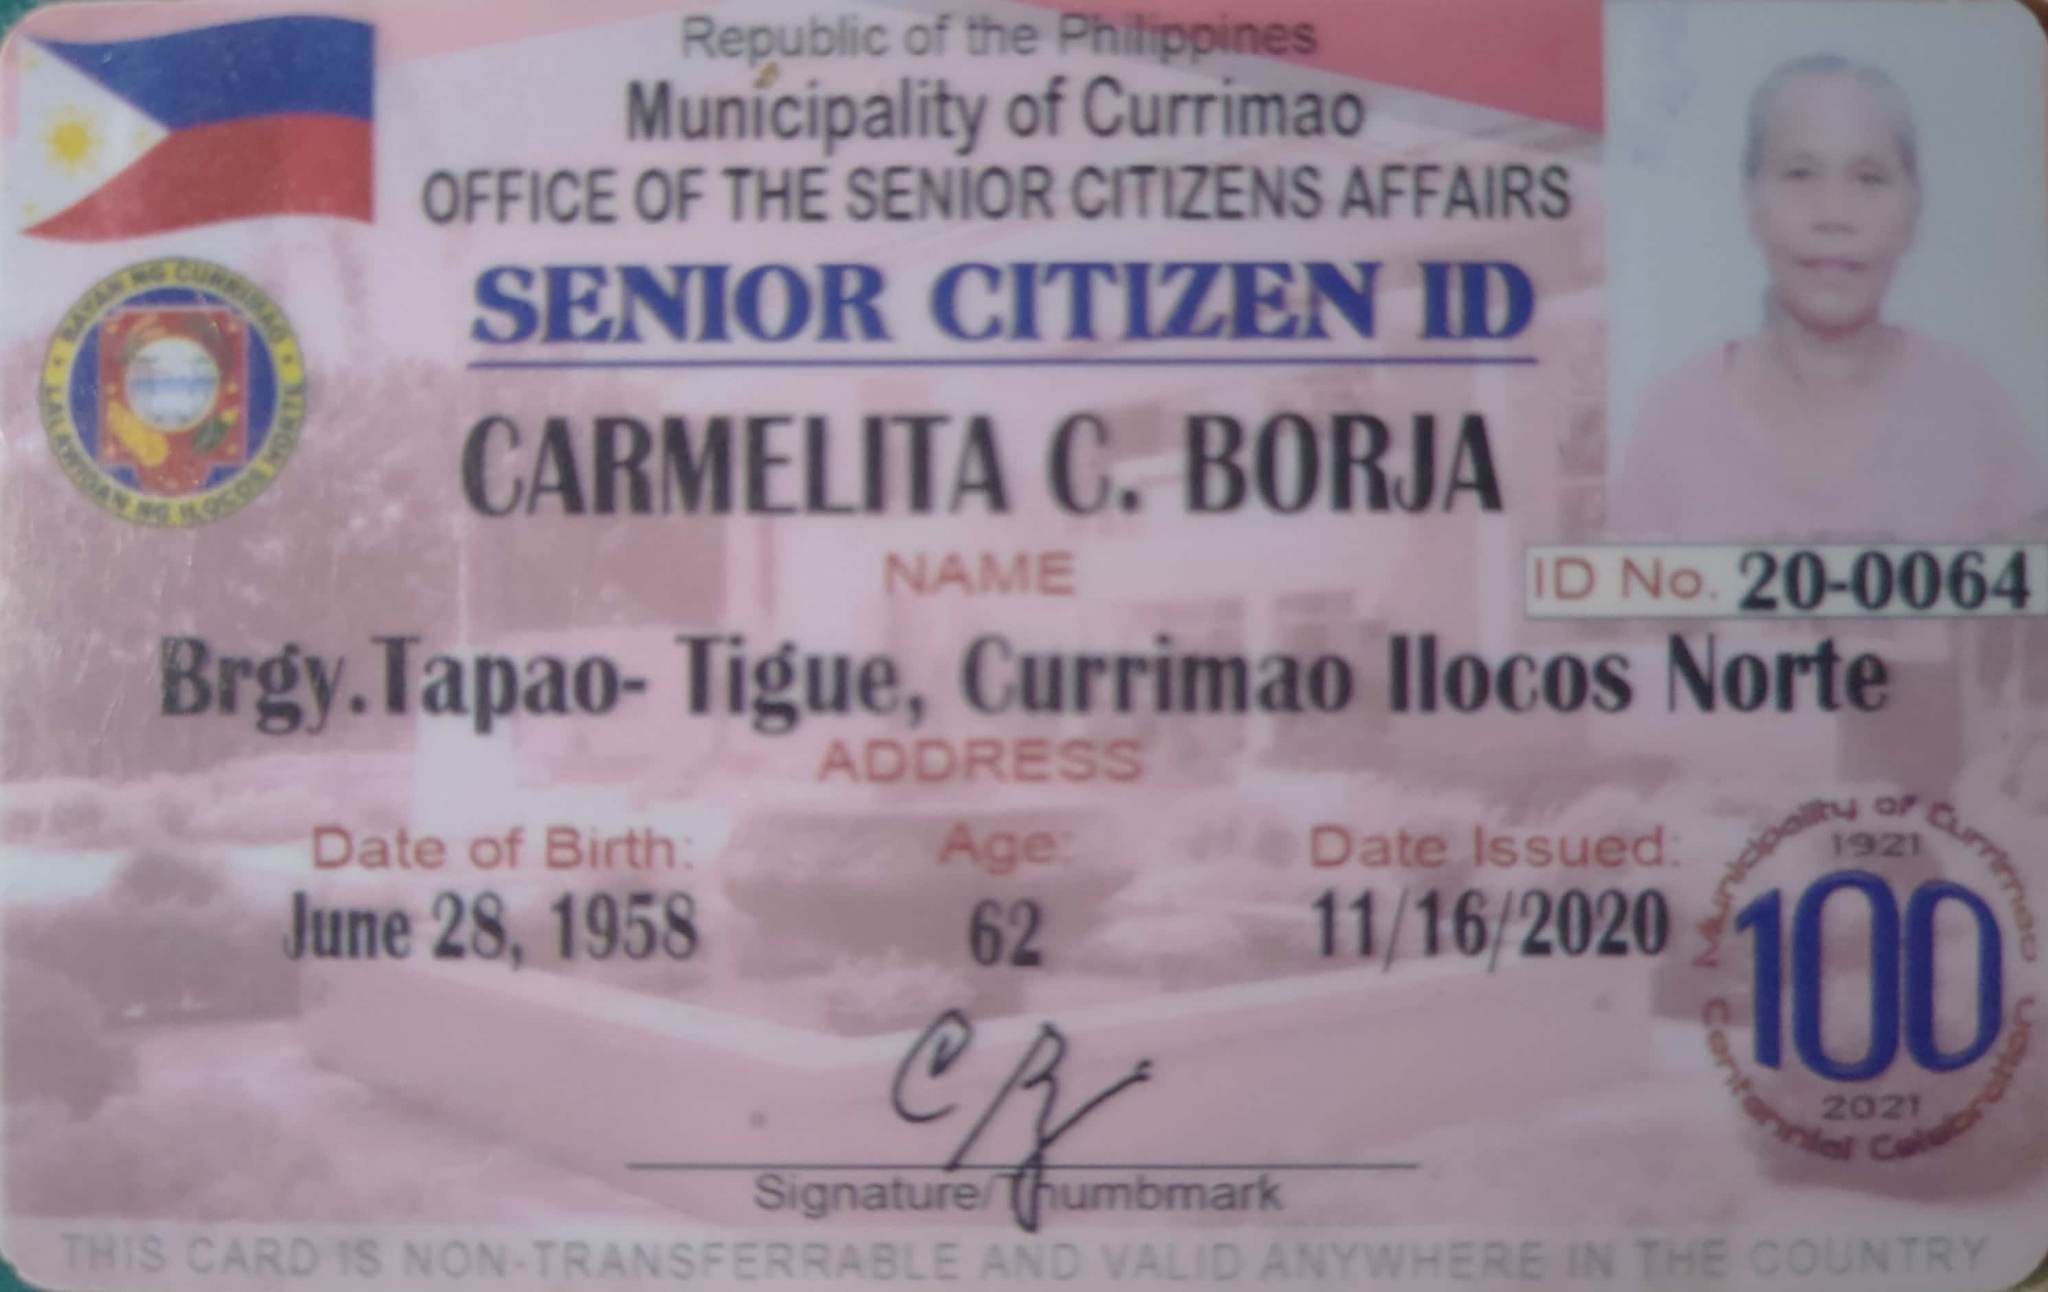 Republic of the Philippines
Municipality of Currimao
OFFICE OF THE SENIOR CITIZENS AFFAIRS
SENIOR CITIZEN ID
BAYAN NG CURRIMAO
LALAWIGAN NG ILOCOS NORTE
CARMELITA C. BORJA
NAME
ID No. 20-0064
Brgy.Tapao- Tigue, Currimao Ilocos Norte
ADDRESS
Date of Birth: Age: Date Issued:
June 28, 1958 62 11/16/2020
Municipality of Currimao
1921
100
2021
Centennial Celebration
Signature/Thumbmark
THIS CARD IS NON-TRANSFERRABLE AND VALID ANYWHERE IN THE COUNTRY